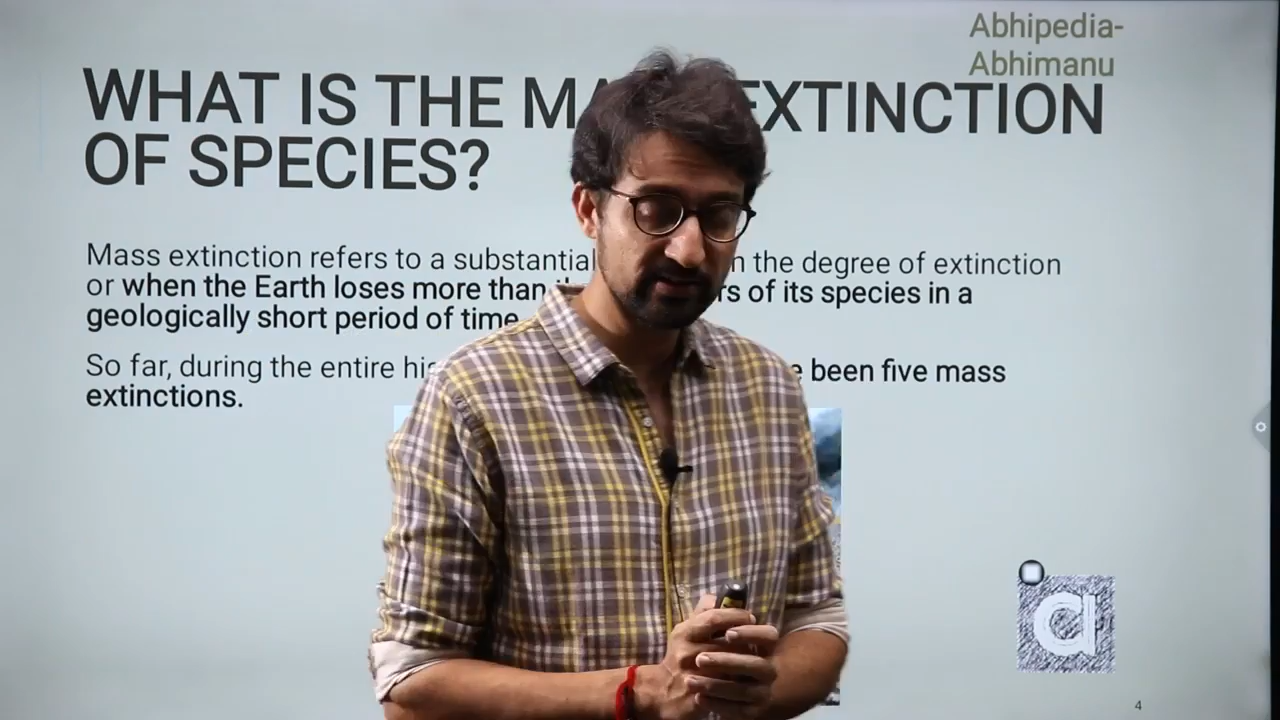 Abhipedia-
Abhimanu
WHAT IS THE MA EXTINCTION
OF SPECIES?
Mass extinction refers to a substantial the degree of extinction
or when the Earth loses more than of its species in a
geologically short period of time
So far, during the entire been five mass
extinctions.
a
4